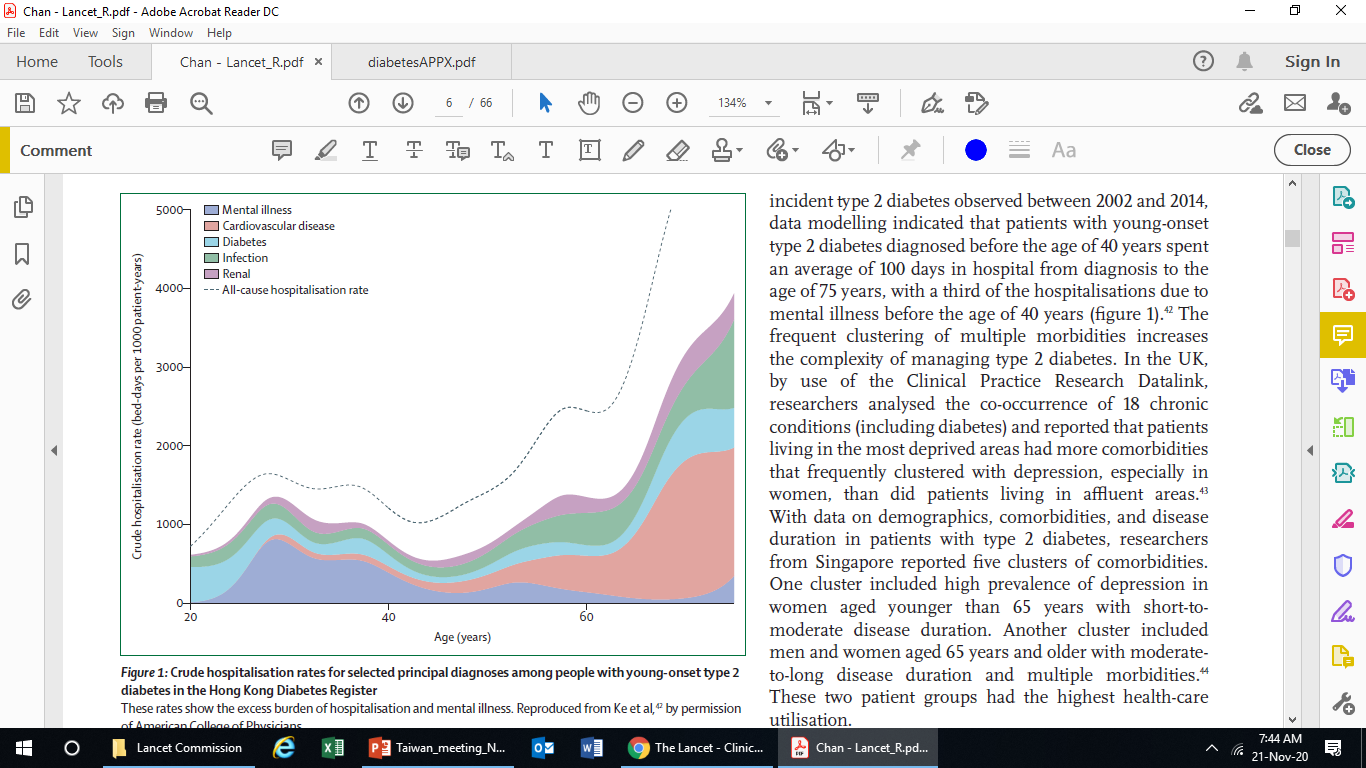 Chan - Lancet_R.pdf - Adobe Acrobat Reader DC
File Edit View Sign Window Help
Home Tools Chan - Lancet_R.pdf × diabetesAPPX.pdf Sign In
6 / 66 134%
Comment Aa Close
5000
4000
3000
2000
1000
0
20 40 60
Crude hospitalisation rate (bed-days per 1000 patient-years)
Age (years)
Mental illness
Cardiovascular disease
Diabetes
Infection
Renal
All-cause hospitalisation rate
Figure 1: Crude hospitalisation rates for selected principal diagnoses among people with young-onset type 2
diabetes in the Hong Kong Diabetes Register
These rates show the excess burden of hospitalisation and mental illness. Reproduced from Ke et al,42 by permission
of American College of Physicians
incident type 2 diabetes observed between 2002 and 2014,
data modelling indicated that patients with young-onset
type 2 diabetes diagnosed before the age of 40 years spent
an average of 100 days in hospital from diagnosis to the
age of 75 years, with a third of the hospitalisations due to
mental illness before the age of 40 years (figure 1).42 The
frequent clustering of multiple morbidities increases
the complexity of managing type 2 diabetes. In the UK,
by use of the Clinical Practice Research Datalink,
researchers analysed the co-occurrence of 18 chronic
conditions (including diabetes) and reported that patients
living in the most deprived areas had more comorbidities
that frequently clustered with depression, especially in
women, than did patients living in affluent areas.43
With data on demographics, comorbidities, and disease
duration in patients with type 2 diabetes, researchers
from Singapore reported five clusters of comorbidities.
One cluster included high prevalence of depression in
women aged younger than 65 years with short-to-
moderate disease duration. Another cluster included
men and women aged 65 years and older with moderate-
to-long disease duration and multiple morbidities.44
These two patient groups had the highest health-care
utilisation.
Lancet Commission Taiwan_meeting_N... The Lancet - Clinic... Chan - Lancet_R.pd...
7:44 AM
21-Nov-20